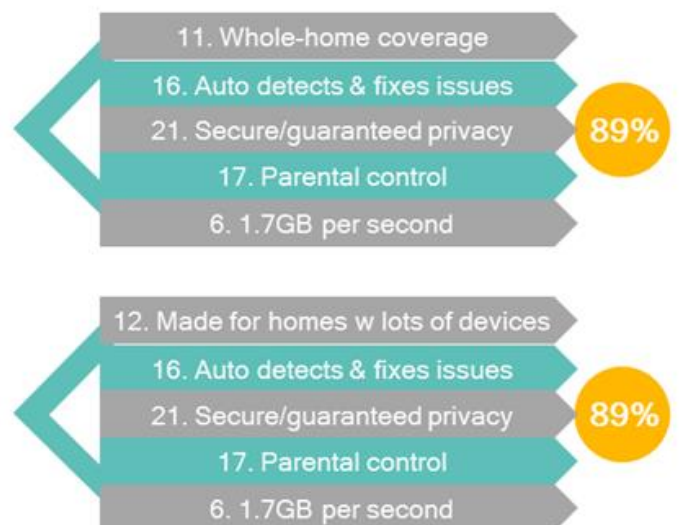 11. Whole-home coverage
16. Auto detects & fixes issues
21. Secure/guaranteed privacy
17. Parental control
6. 1.7GB per second
89%
12. Made for homes w lots of devices
16. Auto detects & fixes issues
21. Secure/guaranteed privacy
17. Parental control
6. 1.7GB per second
89%